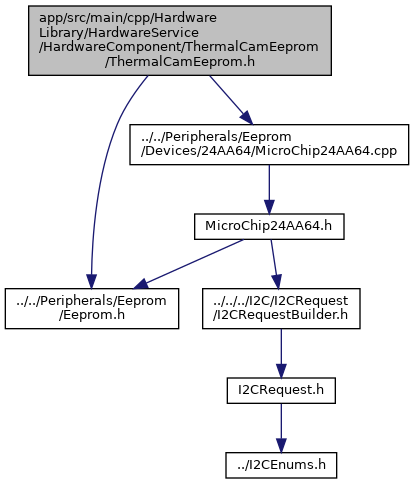 app/src/main/cpp/Hardware
Library/HardwareService
/HardwareComponent/ThermalCamEeprom
/ThermalCamEeprom.h
../../Peripherals/Eeprom
/Devices/24AA64/MicroChip24AA64.cpp
MicroChip24AA64.h
../../Peripherals/Eeprom
/Eeprom.h
../../../I2C/I2CRequest
/I2CRequestBuilder.h
I2CRequest.h
../I2CEnums.h